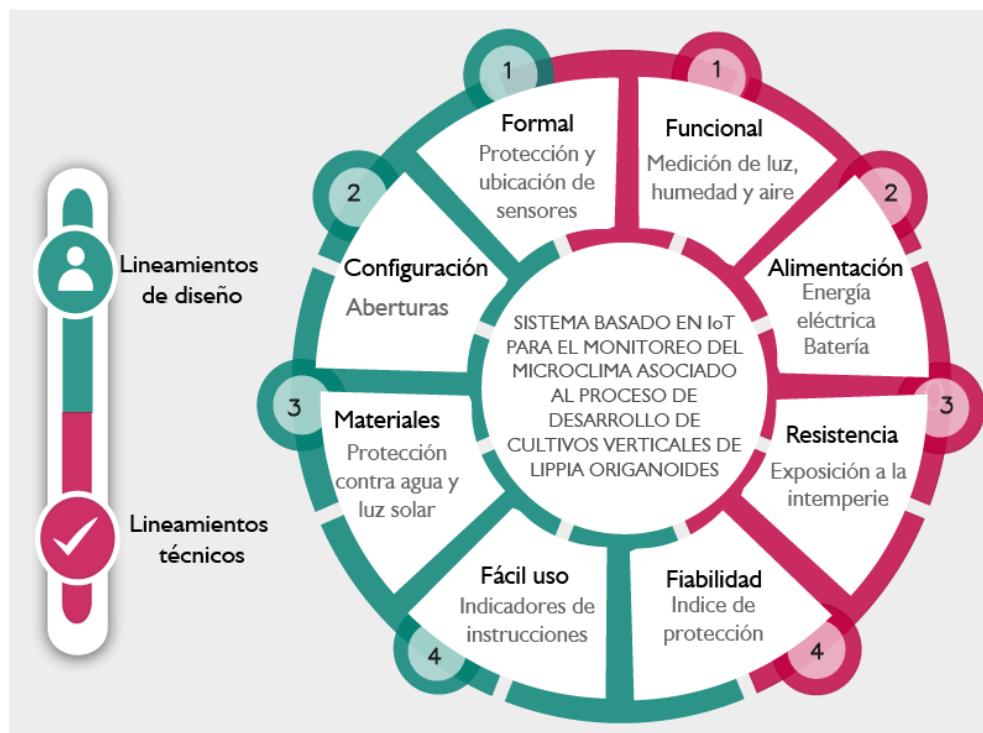 Lineamientos
de diseño
Lineamientos
técnicos
1
Formal
Protección y
ubicación de
sensores
2
Configuración
Aberturas
3
Materiales
Protección
contra agua y
luz solar
4
Fácil uso
Indicadores de
instrucciones
1
Funcional
Medición de luz,
humedad y aire
2
Alimentación
Energía
eléctrica
Batería
3
Resistencia
Exposición a la
intemperie
4
Fiabilidad
Indice de
protección
SISTEMA BASADO EN IoT
PARA EL MONITOREO DEL
MICROCLIMA ASOCIADO
AL PROCESO DE
DESARROLLO DE
CULTIVOS VERTICALES DE
LIPPIA ORIGANOIDES